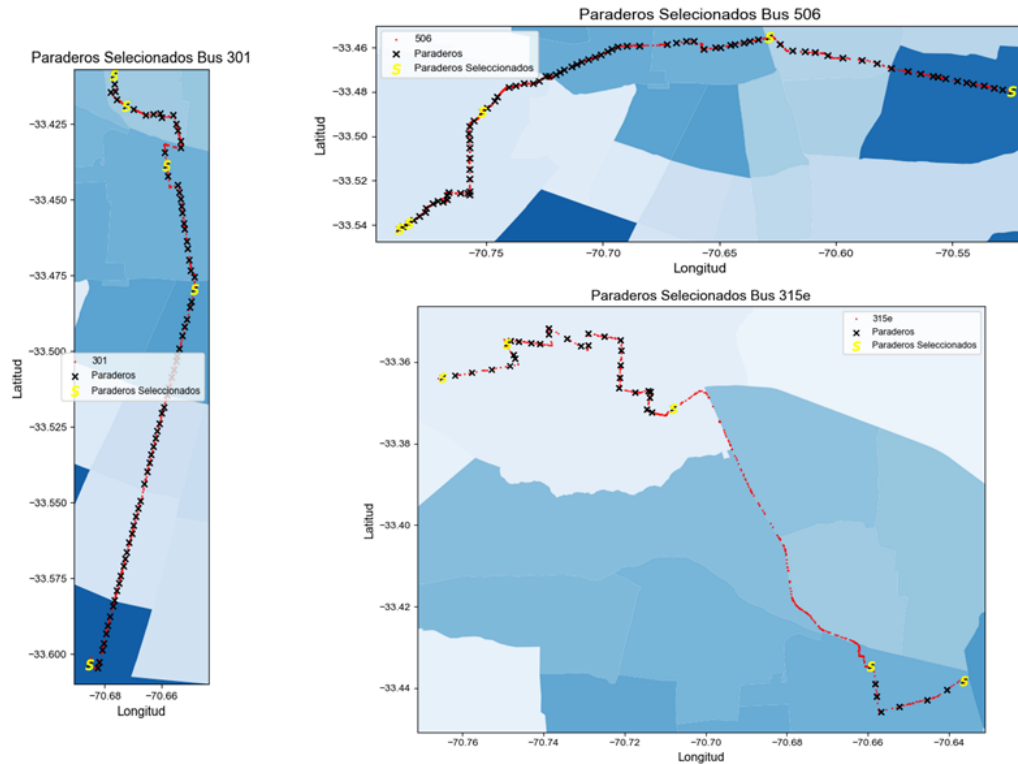 Paraderos Selecionados Bus 301
−33.425
−33.450
−33.475
−33.500
−33.525
−33.550
−33.575
−33.600
Latitud
301
Paraderos
Paraderos Seleccionados
−70.68 −70.66
Longitud
Paraderos Selecionados Bus 506
506
Paraderos
Paraderos Seleccionados
−33.46
−33.48
−33.50
−33.52
−33.54
Latitud
−70.75 −70.70 −70.65 −70.60 −70.55
Longitud
Paraderos Selecionados Bus 315e
315e
Paraderos
Paraderos Seleccionados
−33.36
−33.38
−33.40
−33.42
−33.44
Latitud
−70.76 −70.74 −70.72 −70.70 −70.68 −70.66 −70.64
Longitud